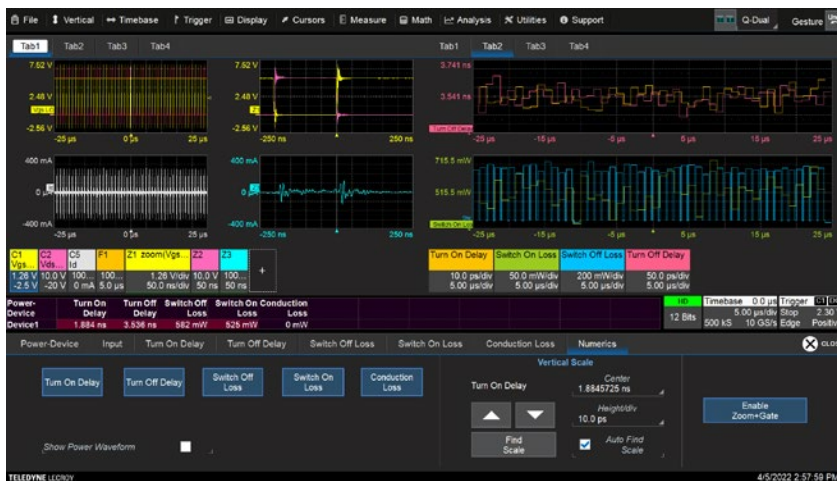 File Vertical Timebase Trigger Display Cursors Measure Math Analysis Utilities Support Q-Dual Gesture
Tab1 Tab2 Tab3 Tab4
Tab1 Tab2 Tab3 Tab4
7.52 V
2.48 V
-2.56 V
-25 µs 0 µs 25 µs
7.52 V
2.48 V
Z1
-2.56 V
-250 ns 250 ns
3.741 ns
3.541 ns
Turn Off Delay
-25 µs -15 µs -5 µs 5 µs 15 µs 25 µs
400 mA
0 µA
-400 mA
-25 µs 0 µs 25 µs
400 mA
-400 mA
-250 ns 250 ns
715.5 mW
515.5 mW
-25 µs -15 µs -5 µs 5 µs 15 µs 25 µs
C1 C2 C5 F1 Z1 zoom(Vgs... Z2 Z3
Vgs... Vds... Id
1.26 V 10.0 V 100... 100... 1.26 V/div 10.0 V 100...
-2.5 V -20 V 0 mA 5.0 µs 50.0 ns/div 50 ns 50 ns
+
Turn On Delay Switch On Loss Switch Off Loss Turn Off Delay
10.0 ps/div 50.0 mW/div 200 mW/div 50.0 ps/div
5.00 µs/div 5.00 µs/div 5.00 µs/div 5.00 µs/div
Power- Turn On Turn Off Switch Off Switch On Conduction
Device Delay Delay Loss Loss Loss
Device1 1.884 ns 3.536 ns 582 mW 525 mW 0 mW
HD
12 Bits
Timebase 0.0 µs
5.00 µs/div
500 kS 10 GS/s
Trigger C1
Stop 2.30
Edge Positiv
Power-Device Input Turn On Delay Turn Off Delay Switch Off Loss Switch On Loss Conduction Loss Numerics CLO
Turn On Delay
Turn Off Delay
Switch Off
Loss
Switch On
Loss
Conduction
Loss
Show Power Waveform
Vertical Scale
Turn On Delay
Center
1.8845725 ns
Height/div
10.0 ps
Find
Scale
Auto Find
Scale
Enable
Zoom+Gate
TELEDYNE LECROY 4/5/2022 2:57:59 PM